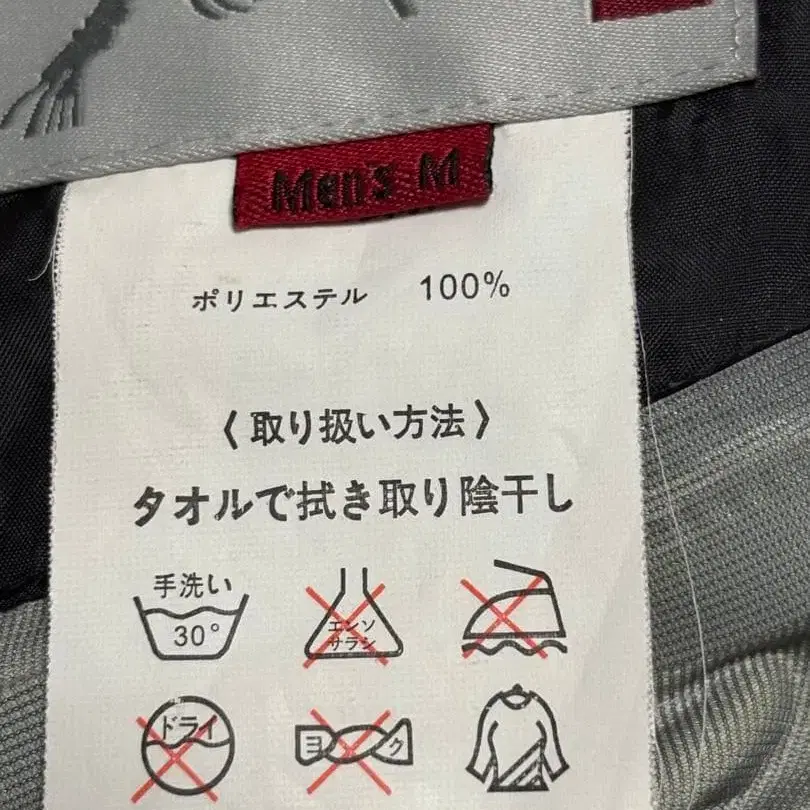 Men's M
ポリエステル 100%
〈取り扱い方法〉
タオルで拭き取り陰干し
手洗い
30°
エンソ
サラシ
ドライ
ヨ ク